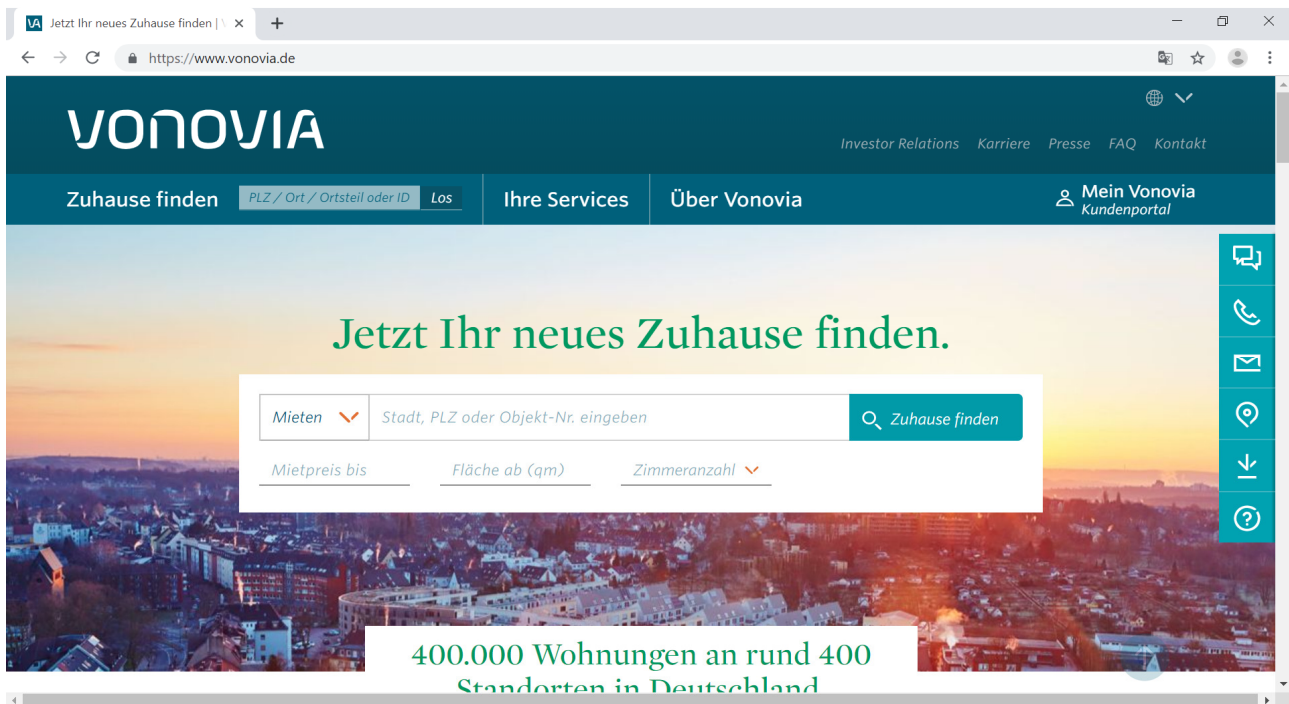 VA Jetzt Ihr neues Zuhause finden |
https://www.vonovia.de
VONOVIA
Investor Relations Karriere Presse FAQ Kontakt
Zuhause finden PLZ / Ort / Ortsteil oder ID Los Ihre Services Über Vonovia Mein Vonovia
Kundenportal
Jetzt Ihr neues Zuhause finden.
Mieten Stadt, PLZ oder Objekt-Nr. eingeben Zuhause finden
Mietpreis bis Fläche ab (qm) Zimmeranzahl
400.000 Wohnungen an rund 400
Standorten in Deutschland